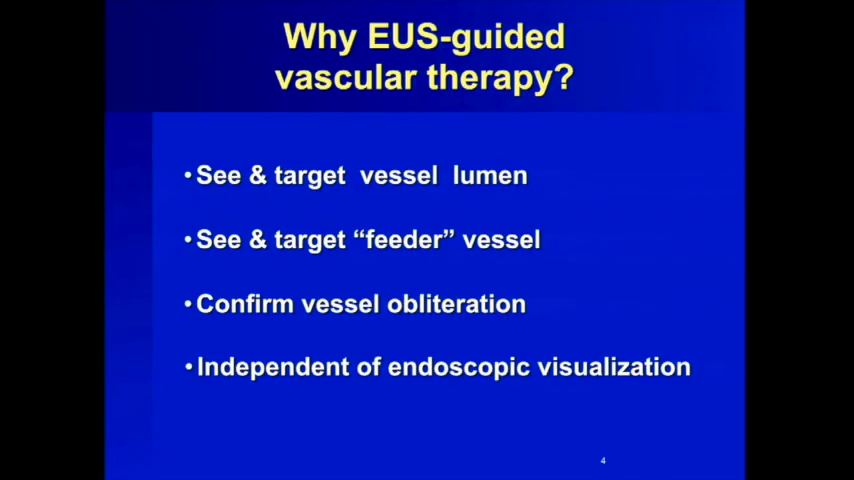 Why EUS-guided
vascular therapy?
• See & target vessel lumen
• See & target “feeder” vessel
• Confirm vessel obliteration
• Independent of endoscopic visualization
4